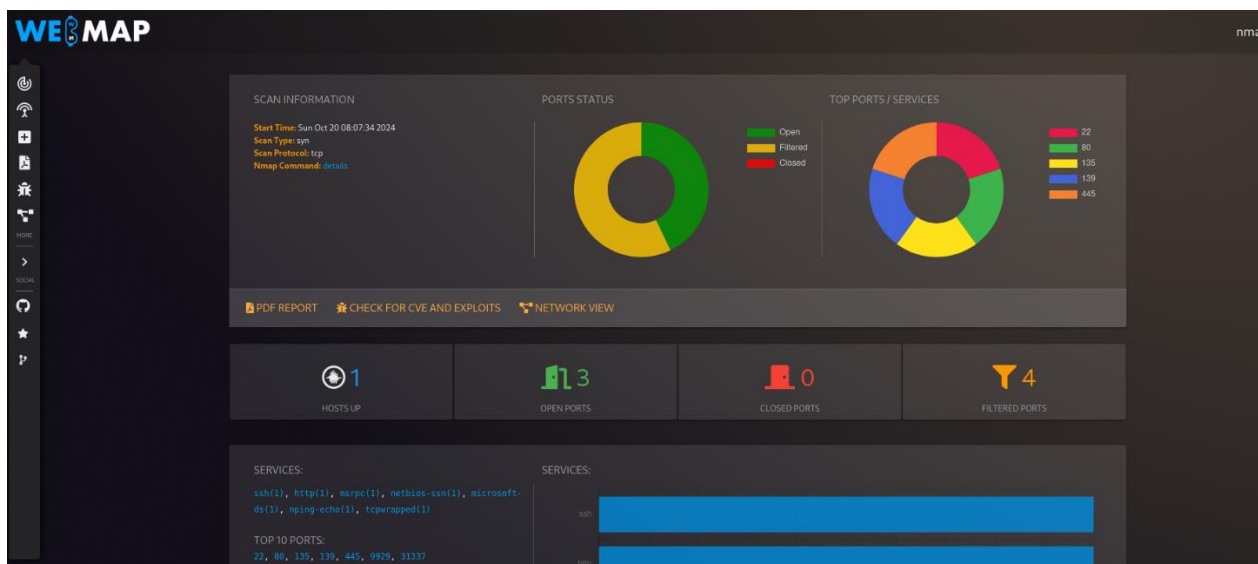 WEBMAP
nma
SCAN INFORMATION
Start Time: Sun Oct 20 08:07:34 2024
Scan Type: syn
Scan Protocol: tcp
Nmap Command: details
PORTS STATUS
Open
Filtered
Closed
TOP PORTS / SERVICES
22
80
135
139
445
MORE
SOCIAL
PDF REPORT CHECK FOR CVE AND EXPLOITS NETWORK VIEW
1
HOSTS UP
3
OPEN PORTS
0
CLOSED PORTS
4
FILTERED PORTS
SERVICES:
ssh(1), http(1), msrpc(1), netbios-ssn(1), microsoft-
ds(1), nping-echo(1), tcpwrapped(1)
TOP 10 PORTS:
22, 80, 135, 139, 445, 9929, 31337
SERVICES:
ssh